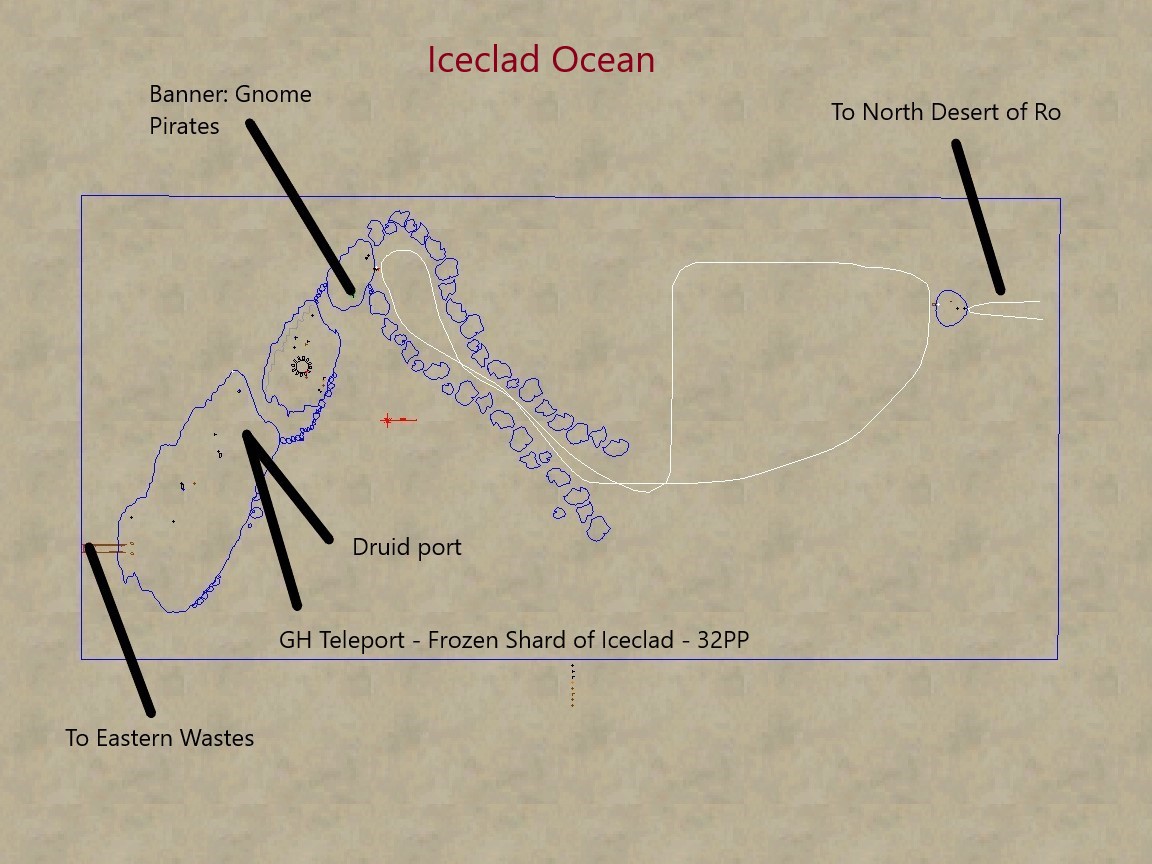 Iceclad Ocean
Banner: Gnome
Pirates
To North Desert of Ro
Druid port
GH Teleport - Frozen Shard of Iceclad - 32PP
To Eastern Wastes